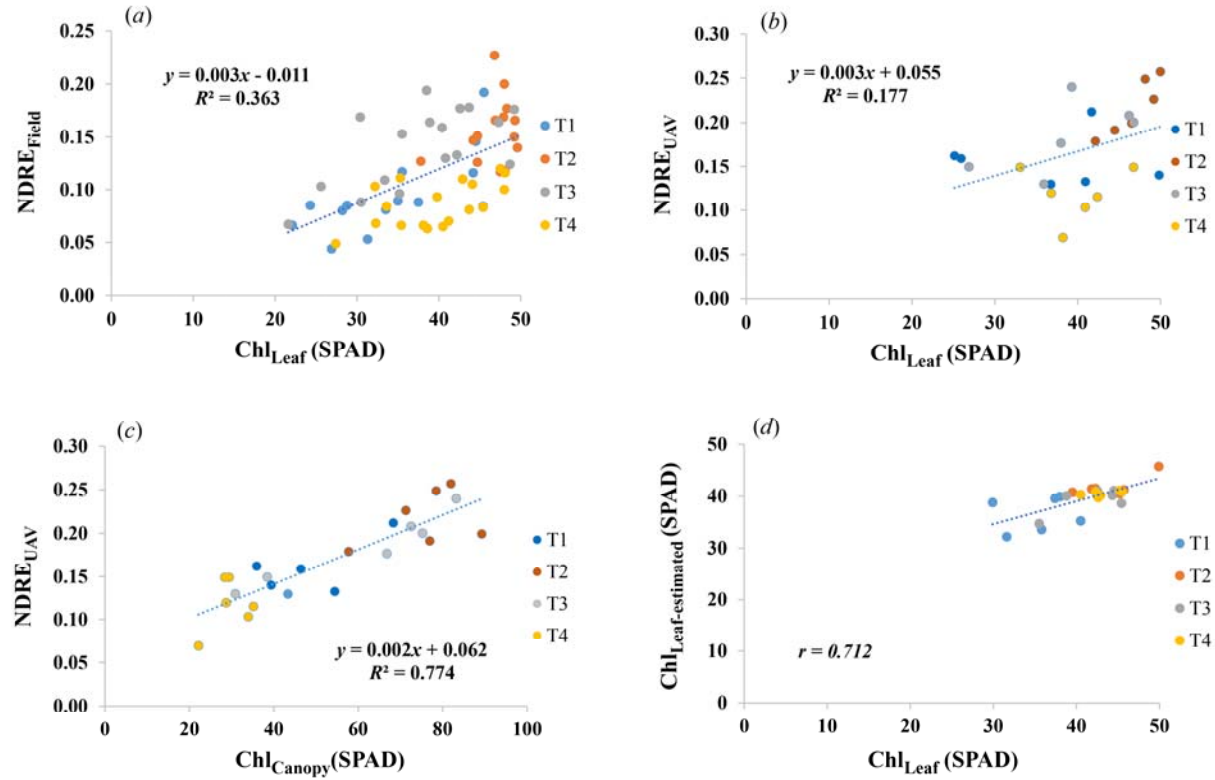 (a)
0.25
0.20
0.15
0.10
0.05
0.00
NDRE_Field
y = 0.003x - 0.011
R² = 0.363
T1
T2
T3
T4
0 10 20 30 40 50
Chl_Leaf (SPAD)
(b)
0.30
0.25
0.20
0.15
0.10
0.05
0.00
NDRE_UAV
y = 0.003x + 0.055
R² = 0.177
T1
T2
T3
T4
0 10 20 30 40 50
Chl_Leaf (SPAD)
(c)
0.30
0.25
0.20
0.15
0.10
0.05
0.00
NDRE_UAV
T1
T2
T3
T4
y = 0.002x + 0.062
R² = 0.774
0 20 40 60 80 100
Chl_Canopy(SPAD)
(d)
50
40
30
20
10
0
Chl_Leaf-estimated (SPAD)
T1
T2
T3
T4
r = 0.712
0 10 20 30 40 50
Chl_Leaf (SPAD)